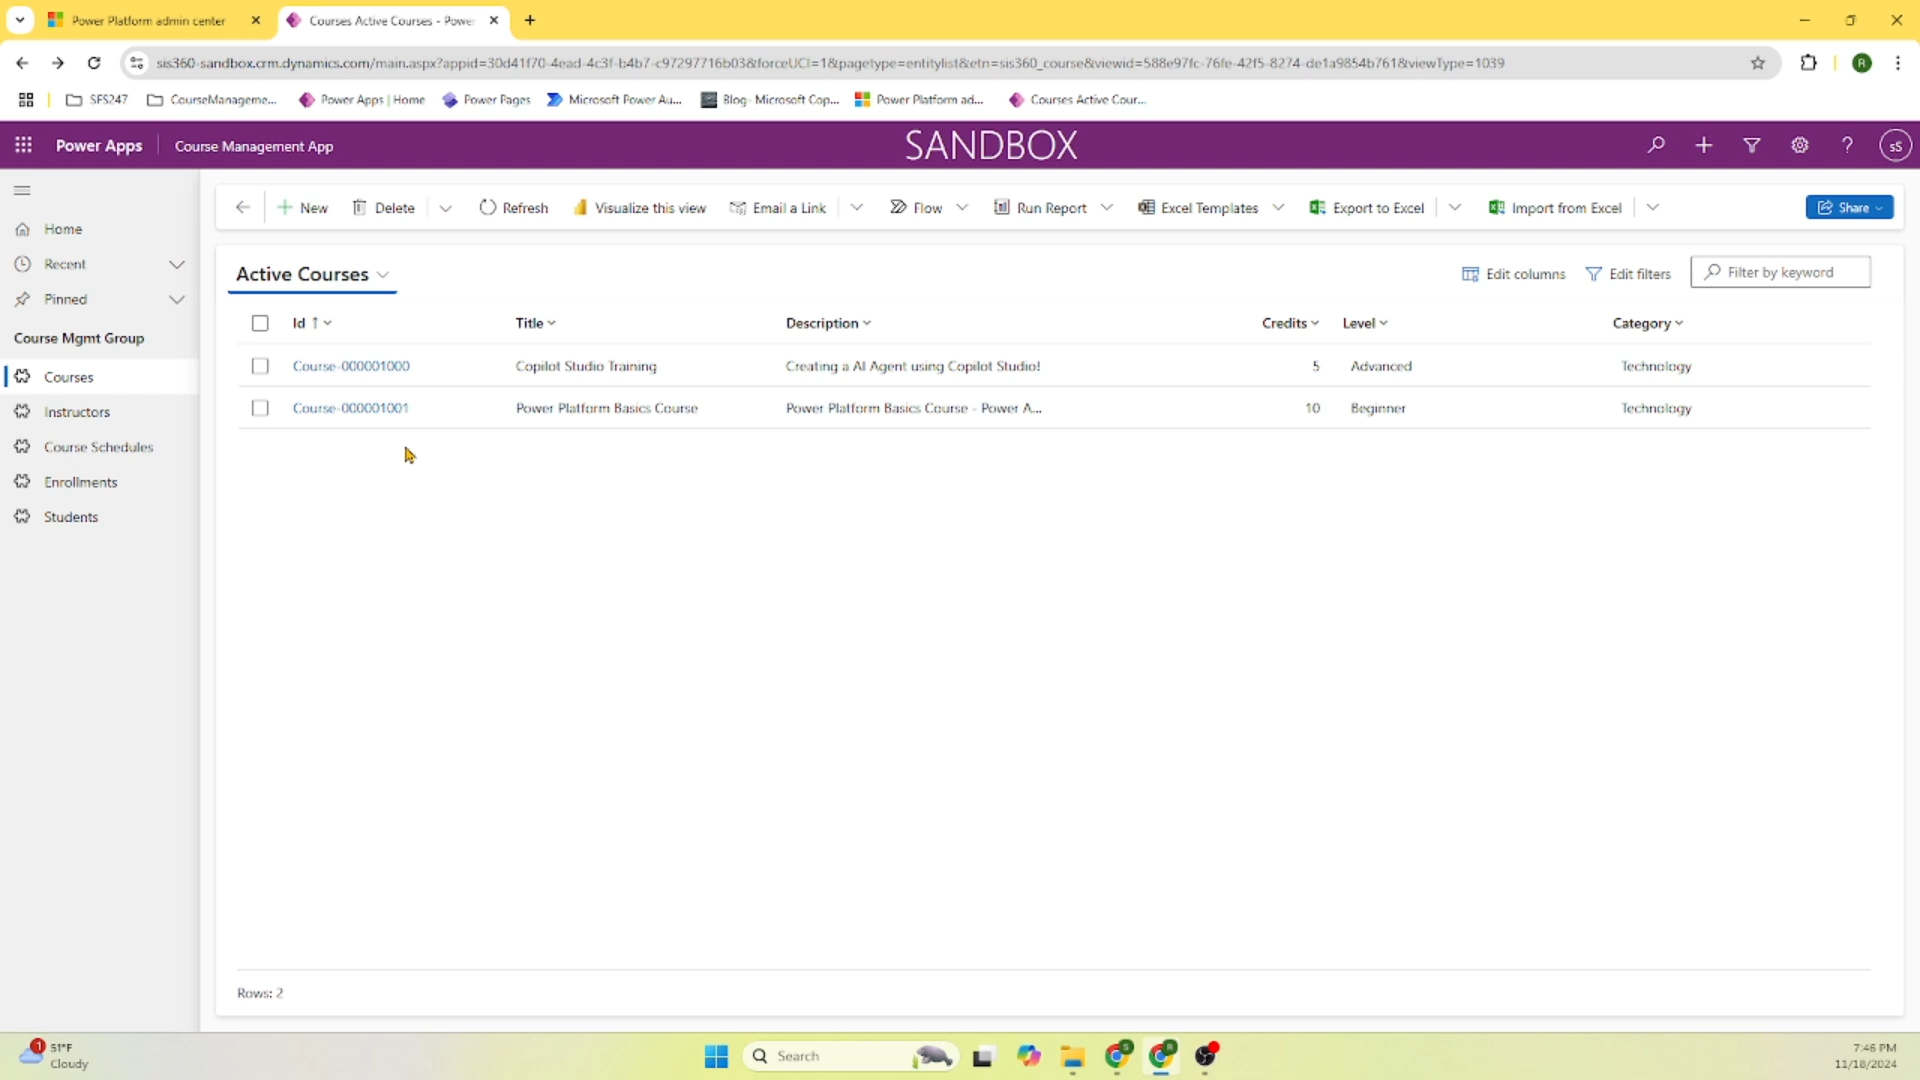 Power Platform admin center
Courses Active Courses - Power
sis360-sandbox.crm.dynamics.com/main.aspx?appid=30d41f70-4ead-4c3f-b4b7-c97297716b03&forceUCI=1&pagetype=entitylist&etn=sis360_course&viewid=588e97fc-76fe-42f5-8274-de1a9854b761&viewType=1039
R
SFS247
CourseManageme...
Power Apps | Home
Power Pages
Microsoft Power Au...
Blog- Microsoft Cop...
Power Platform ad...
Courses Active Cour...
Power Apps
Course Management App
SANDBOX
sS
New
Delete
Refresh
Visualize this view
Email a Link
Flow
Run Report
Excel Templates
Export to Excel
Import from Excel
Share
Home
Recent
Pinned
Course Mgmt Group
Courses
Instructors
Course Schedules
Enrollments
Students
Active Courses
Edit columns
Edit filters
Filter by keyword
Id Title Description Credits Level Category
Course-000001000 Copilot Studio Training Creating a AI Agent using Copilot Studio! 5 Advanced Technology
Course-000001001 Power Platform Basics Course Power Platform Basics Course - Power A... 10 Beginner Technology
Rows: 2
1
51°F
Cloudy
Search
S
R
7:46 PM
11/18/2024